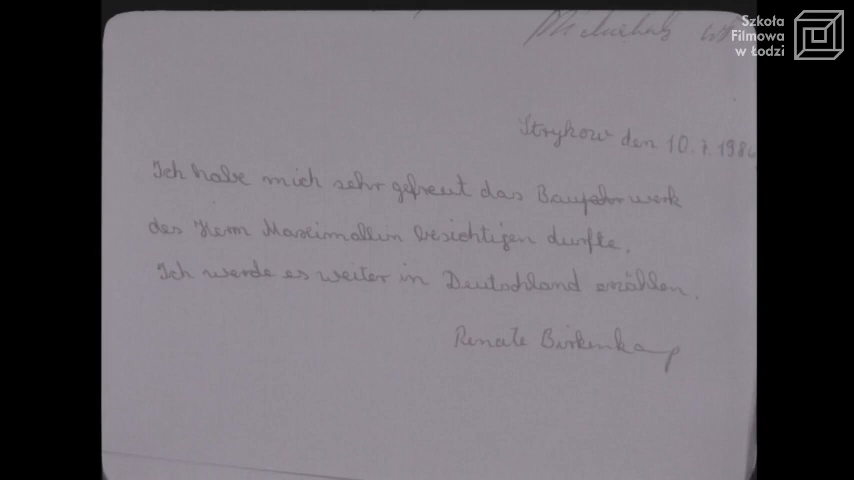 Szkoła
Filmowa
w Łodzi
Strykow den 10.7.198
Ich habe mich sehr gefreut das Bauwerk
des Herrn Maximollin besichtigen durfte.
Ich werde es weiter in Deutschland erzählen.
Renate Birkenkamp